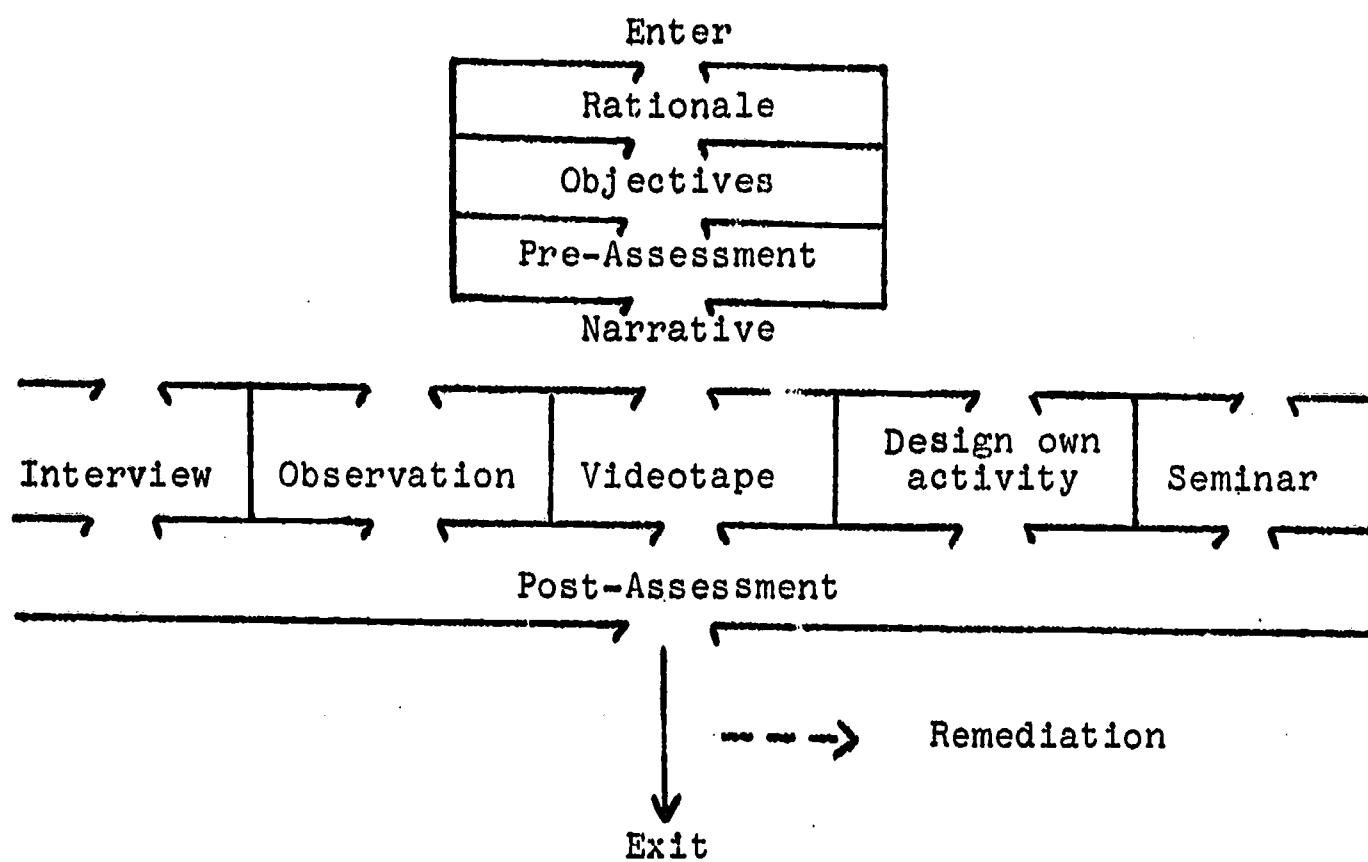 Enter
Rationale
Objectives
Pre-Assessment
Narrative
Interview
Observation
Videotape
Design own
activity
Seminar
Post-Assessment
Remediation
Exit